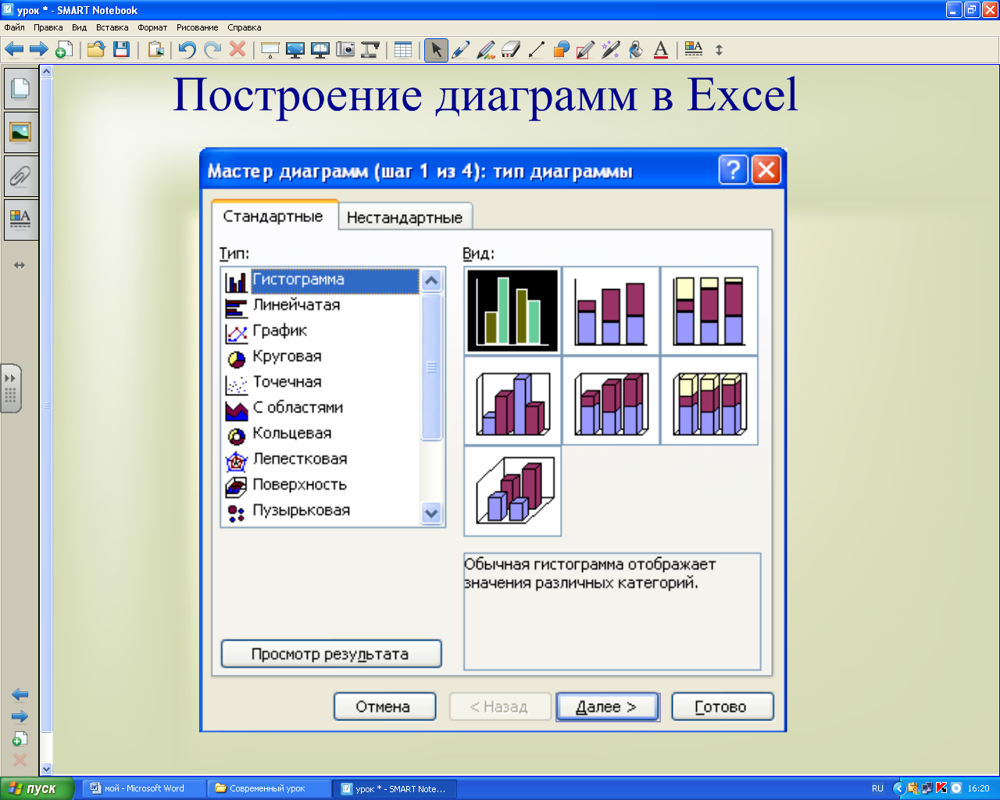 урок * - SMART Notebook
Файл Правка Вид Вставка Формат Рисование Справка
Построение диаграмм в Excel
Мастер диаграмм (шаг 1 из 4): тип диаграммы
Стандартные Нестандартные
Тип: Вид:
Гистограмма
Линейчатая
График
Круговая
Точечная
С областями
Кольцевая
Лепестковая
Поверхность
Пузырьковая
Обычная гистограмма отображает
значения различных категорий.
Просмотр результата
Отмена < Назад Далее > Готово
пуск мой - Microsoft Word Современный урок урок * - SMART Note... RU 16:20